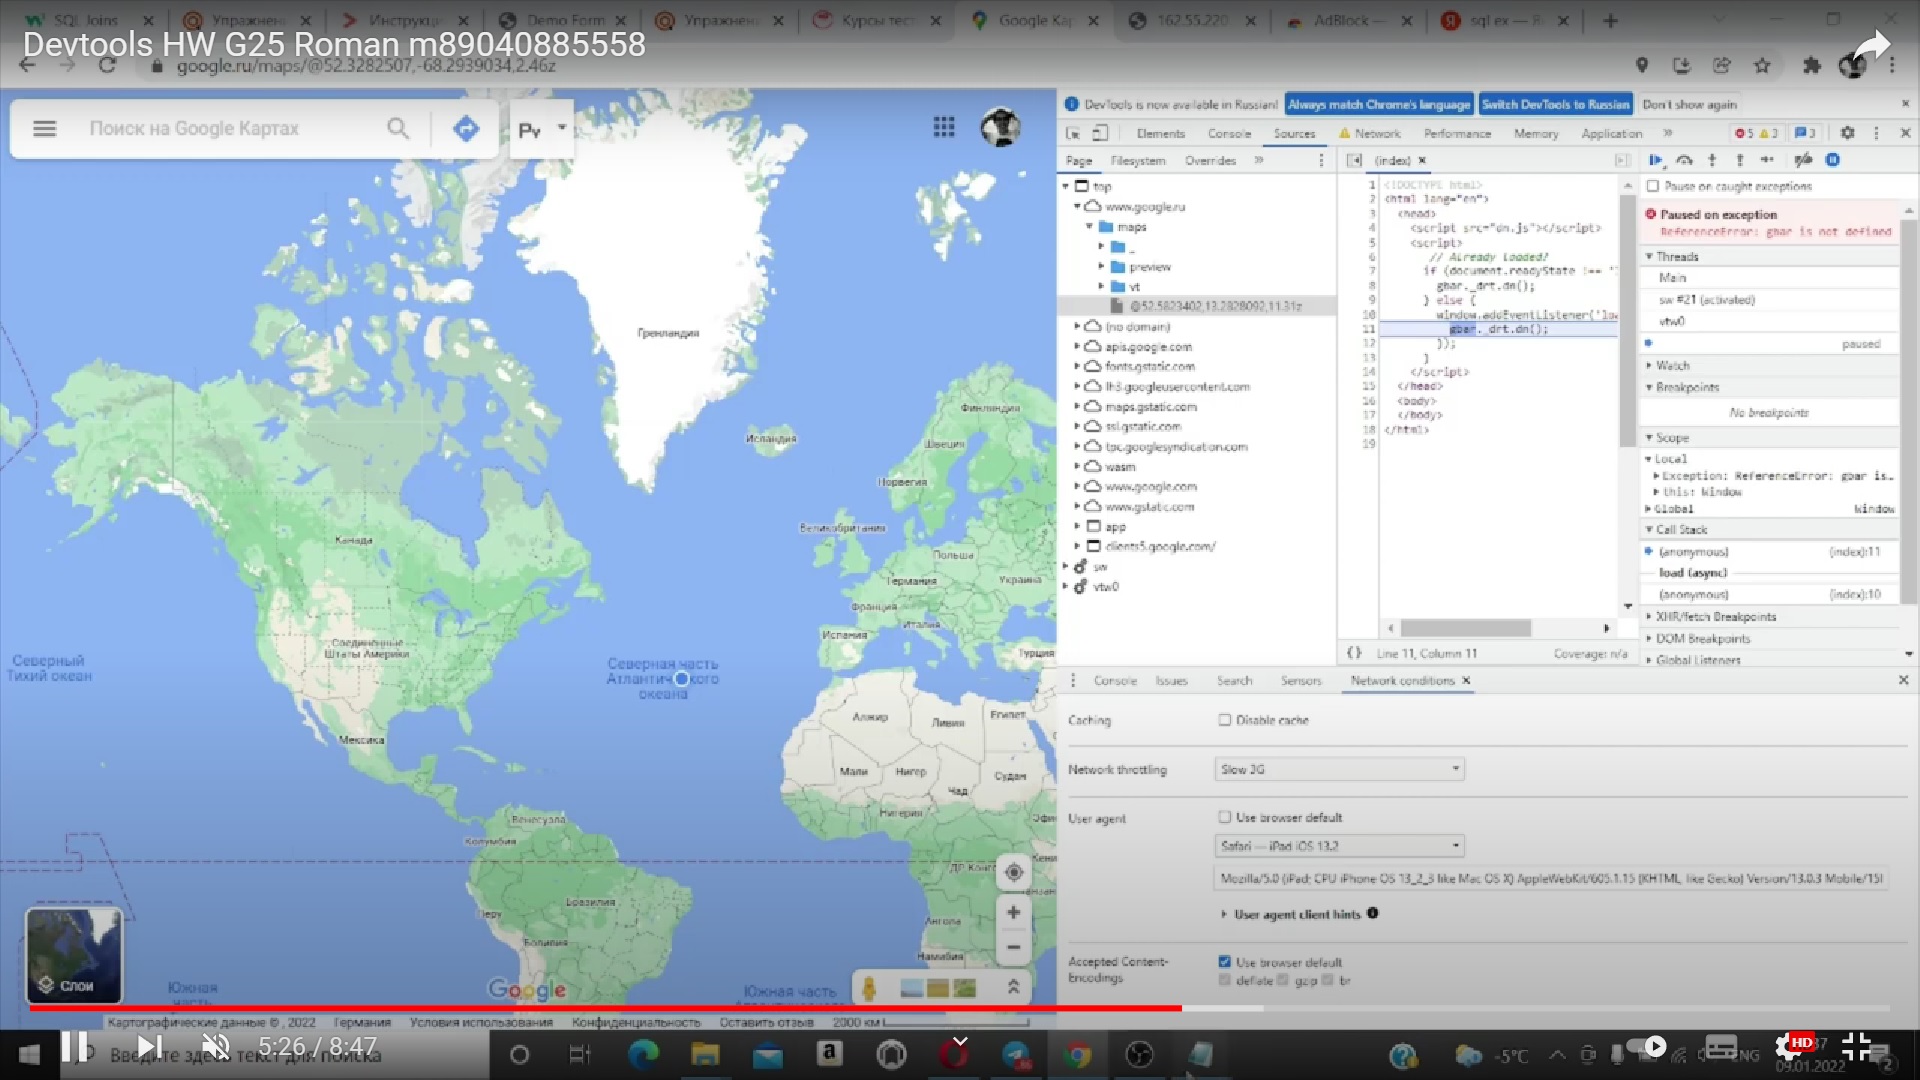 SQL Joins
Упражнен
Инструкци
Demo Form
Упражнен
Курсы тест
Google Кар
162.55.220
AdBlock —
sql ex — Я
Devtools HW G25 Roman m89040885558
google.ru/maps/@52.3282507,-68.2939034,2.46z
Поиск на Google Картах
Ру
DevTools is now available in Russian!
Always match Chrome's language
Switch DevTools to Russian
Don't show again
Elements
Console
Sources
Network
Performance
Memory
Application
5
3
3
Page
Filesystem
Overrides
(index)
top
www.google.ru
maps
_
preview
vt
@52.5823402,13.2828092,11.31z
(no domain)
apis.google.com
fonts.gstatic.com
lh3.googleusercontent.com
maps.gstatic.com
ssl.gstatic.com
tpc.googlesyndication.com
wasm
www.google.com
www.gstatic.com
app
clients5.google.com/
sw
vtw0
1 <!DOCTYPE html>
2 <html lang="en">
3 <head>
4 <script src="dn.js"></script>
5 <script>
6 // Already loaded?
7 if (document.readyState !== '
8 gbar._drt.dn();
9 } else {
10 window.addEventListener('loa
11 gbar._drt.dn();
12 });
13 }
14 </script>
15 </head>
16 <body>
17 </body>
18 </html>
19
{} Line 11, Column 11
Coverage: n/a
Pause on caught exceptions
Paused on exception
ReferenceError: gbar is not defined
Threads
Main
sw #21 (activated)
vtw0
paused
Watch
Breakpoints
No breakpoints
Scope
Local
Exception: ReferenceError: gbar is…
this: Window
Global Window
Call Stack
(anonymous) (index):11
load (async)
(anonymous) (index):10
XHR/fetch Breakpoints
DOM Breakpoints
Global Listeners
Console
Issues
Search
Sensors
Network conditions
Caching
Disable cache
Network throttling
Slow 3G
User agent
Use browser default
Safari — iPad iOS 13.2
Mozilla/5.0 (iPad; CPU iPhone OS 13_2_3 like Mac OS X) AppleWebKit/605.1.15 (KHTML, like Gecko) Version/13.0.3 Mobile/15I
User agent client hints
Accepted Content-
Encodings
Use browser default
deflate gzip br
Гренландия
Исландия
Финляндия
Швеция
Норвегия
Великобритания
Польша
Германия
Украина
Франция
Италия
Испания
Турция
Канада
Соединенные
Штаты Америки
Северный
Тихий океан
Северная часть
Атлантического
океана
Мексика
Алжир
Ливия
Египет
Мали
Нигер
Судан
Чад
Нигерия
Эфи
Венесуэла
Колумбия
ДР Конго
Кени
Перу
Бразилия
Ангола
Боливия
Намибия
Слои
Южная
часть
Google
Южная часть
Картографические данные © , 2022
Германия
Условия использования
Конфиденциальность
Оставить отзыв
2000 км
5:26 / 8:47
Введите здесь текст для поиска
-5°C
ENG
HD
37
09.01.2022
2